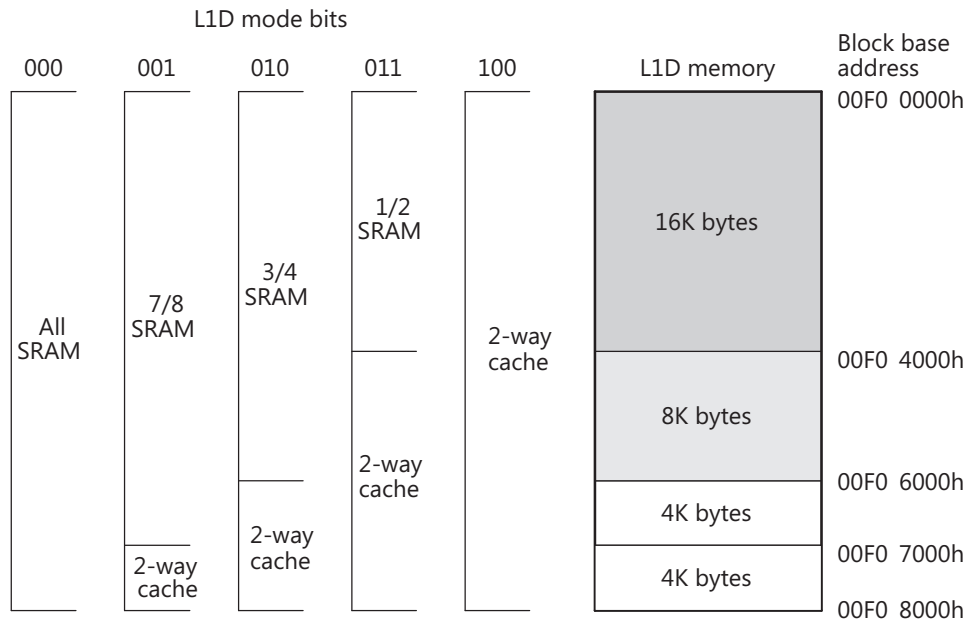 L1D mode bits
000 001 010 011 100 L1D memory Block base address
00F0 0000h
All SRAM
7/8 SRAM
2-way cache
3/4 SRAM
2-way cache
1/2 SRAM
2-way cache
2-way cache
16K bytes
00F0 4000h
8K bytes
00F0 6000h
4K bytes
00F0 7000h
4K bytes
00F0 8000h